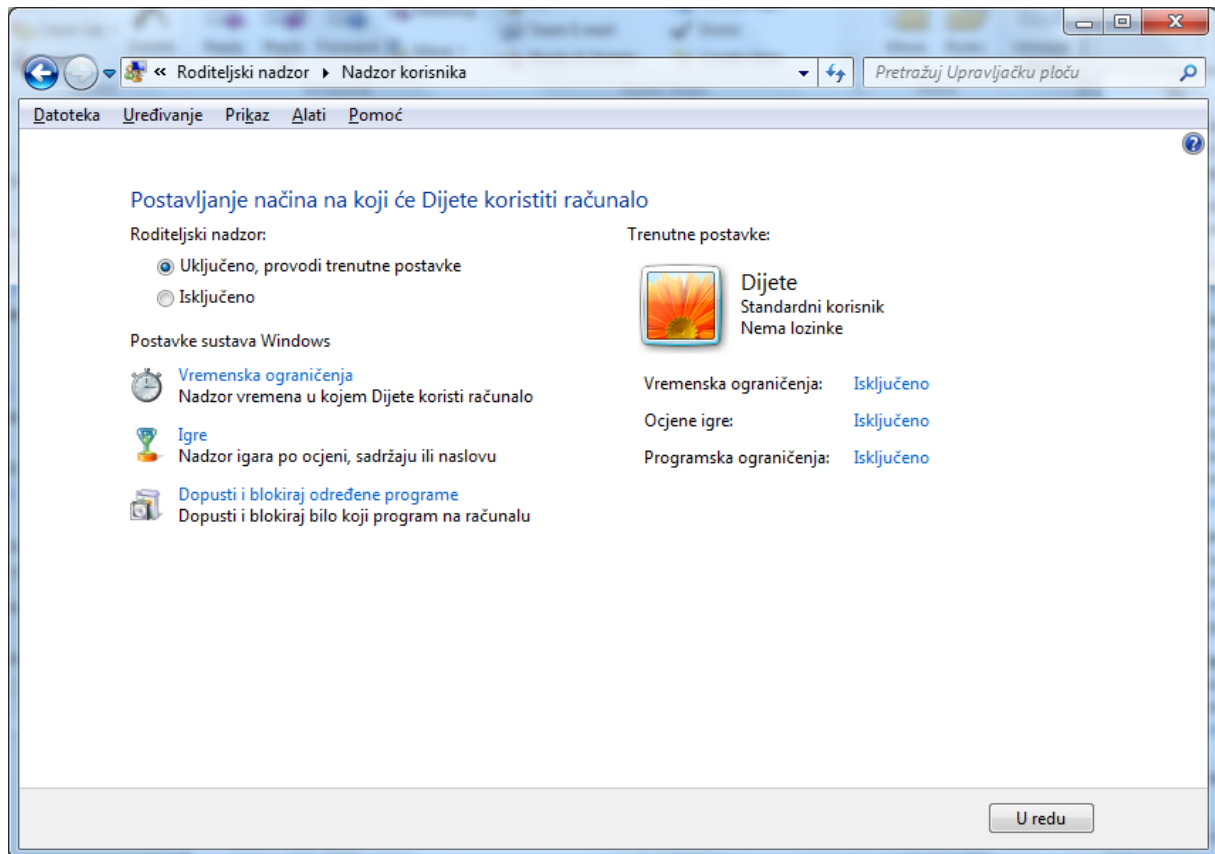 « Roditeljski nadzor Nadzor korisnika
Pretražuj Upravljačku ploču
Datoteka Uređivanje Prikaz Alati Pomoć
Postavljanje načina na koji će Dijete koristiti računalo
Roditeljski nadzor:
Uključeno, provodi trenutne postavke
Isključeno
Postavke sustava Windows
Vremenska ograničenja
Nadzor vremena u kojem Dijete koristi računalo
Igre
Nadzor igara po ocjeni, sadržaju ili naslovu
Dopusti i blokiraj određene programe
Dopusti i blokiraj bilo koji program na računalu
Trenutne postavke:
Dijete
Standardni korisnik
Nema lozinke
Vremenska ograničenja: Isključeno
Ocjene igre: Isključeno
Programska ograničenja: Isključeno
U redu